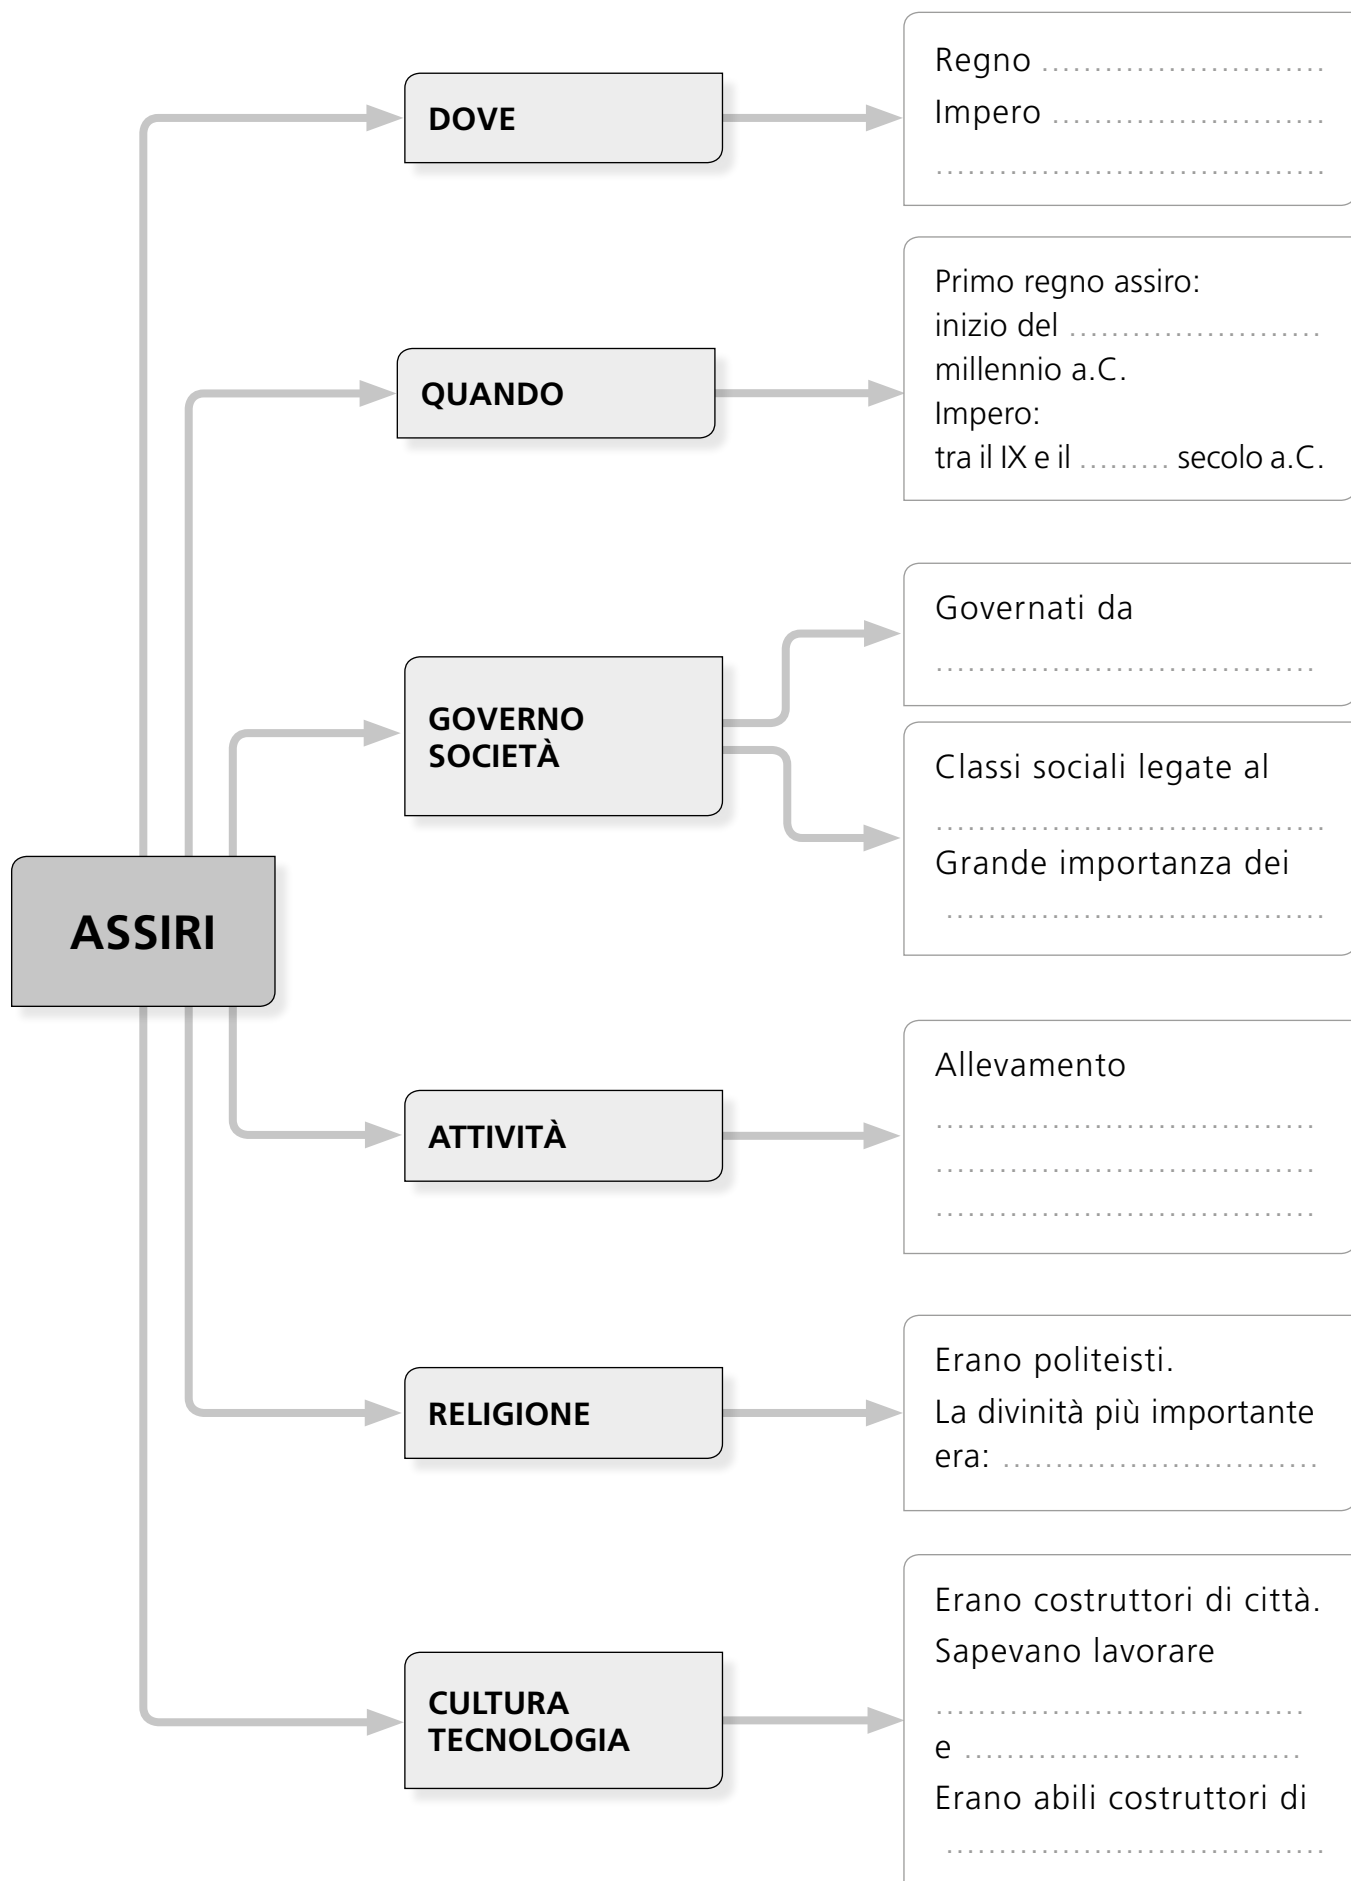 ASSIRI
DOVE
Regno ...........................
Impero ..........................
.....................................
QUANDO
Primo regno assiro:
inizio del ........................
millennio a.C.
Impero:
tra il IX e il ......... secolo a.C.
GOVERNO
SOCIETÀ
Governati da
....................................
Classi sociali legate al
.....................................
Grande importanza dei
....................................
ATTIVITÀ
Allevamento
....................................
....................................
....................................
RELIGIONE
Erano politeisti.
La divinità più importante
era: ..............................
CULTURA
TECNOLOGIA
Erano costruttori di città.
Sapevano lavorare
...................................
e ................................
Erano abili costruttori di
....................................